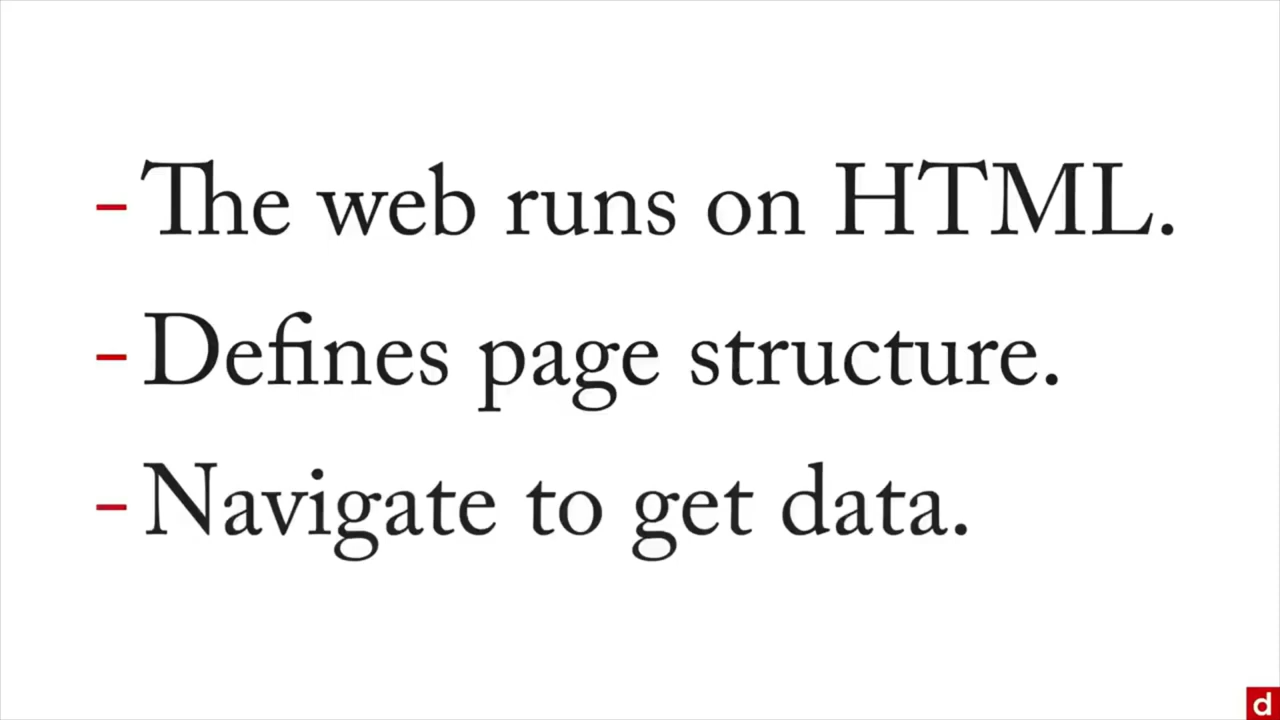 - The web runs on HTML.
- Defines page structure.
- Navigate to get data.
d